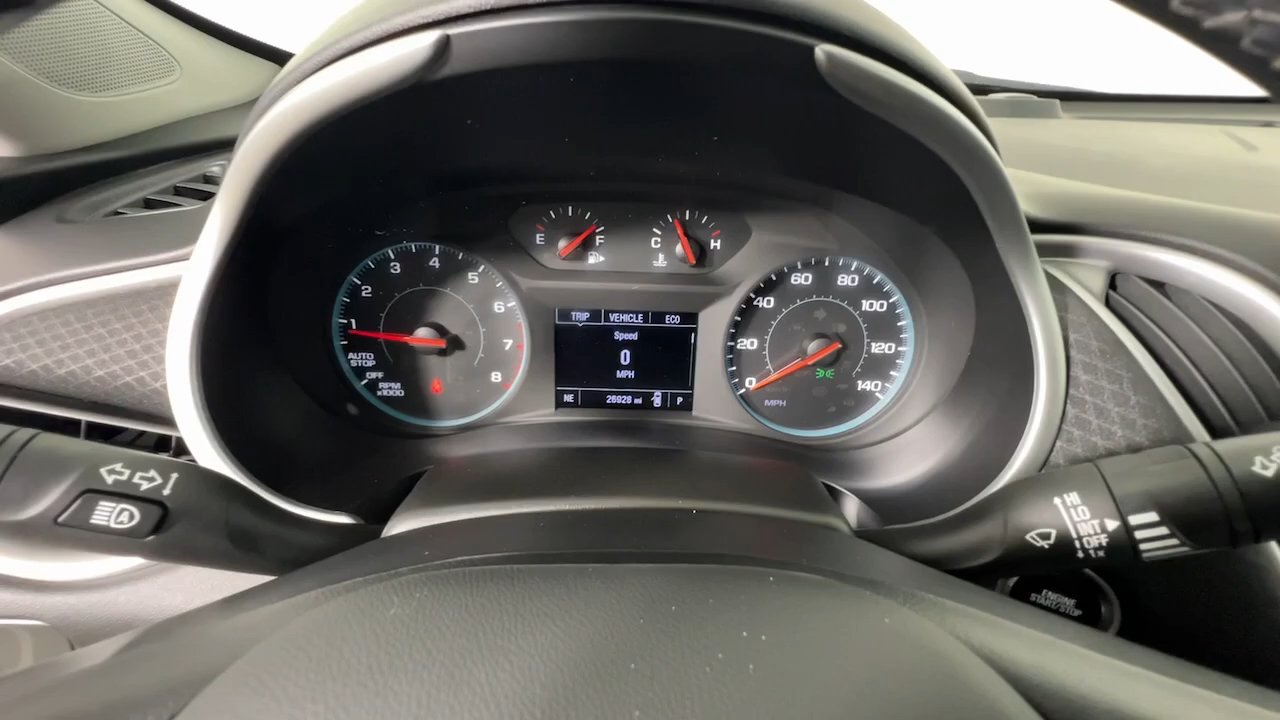 E F
C H
1 2 3 4 5 6 7 8
AUTO
STOP
OFF
RPM
x1000
TRIP VEHICLE ECO
Speed
0
MPH
NE 26928 mi P
0 20 40 60 80 100 120 140
MPH
A
HI
LO
INT
OFF
1x
ENGINE
START/STOP